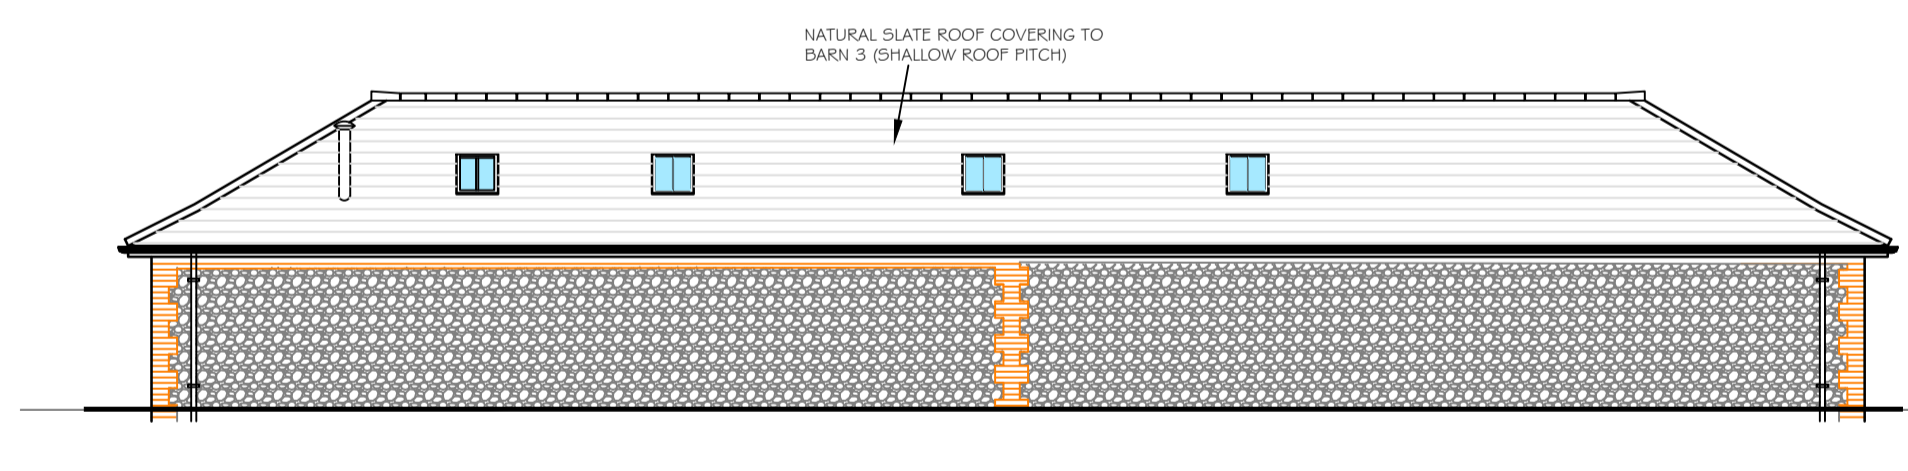 NATURAL SLATE ROOF COVERING TO
BARN 3 (SHALLOW ROOF PITCH)